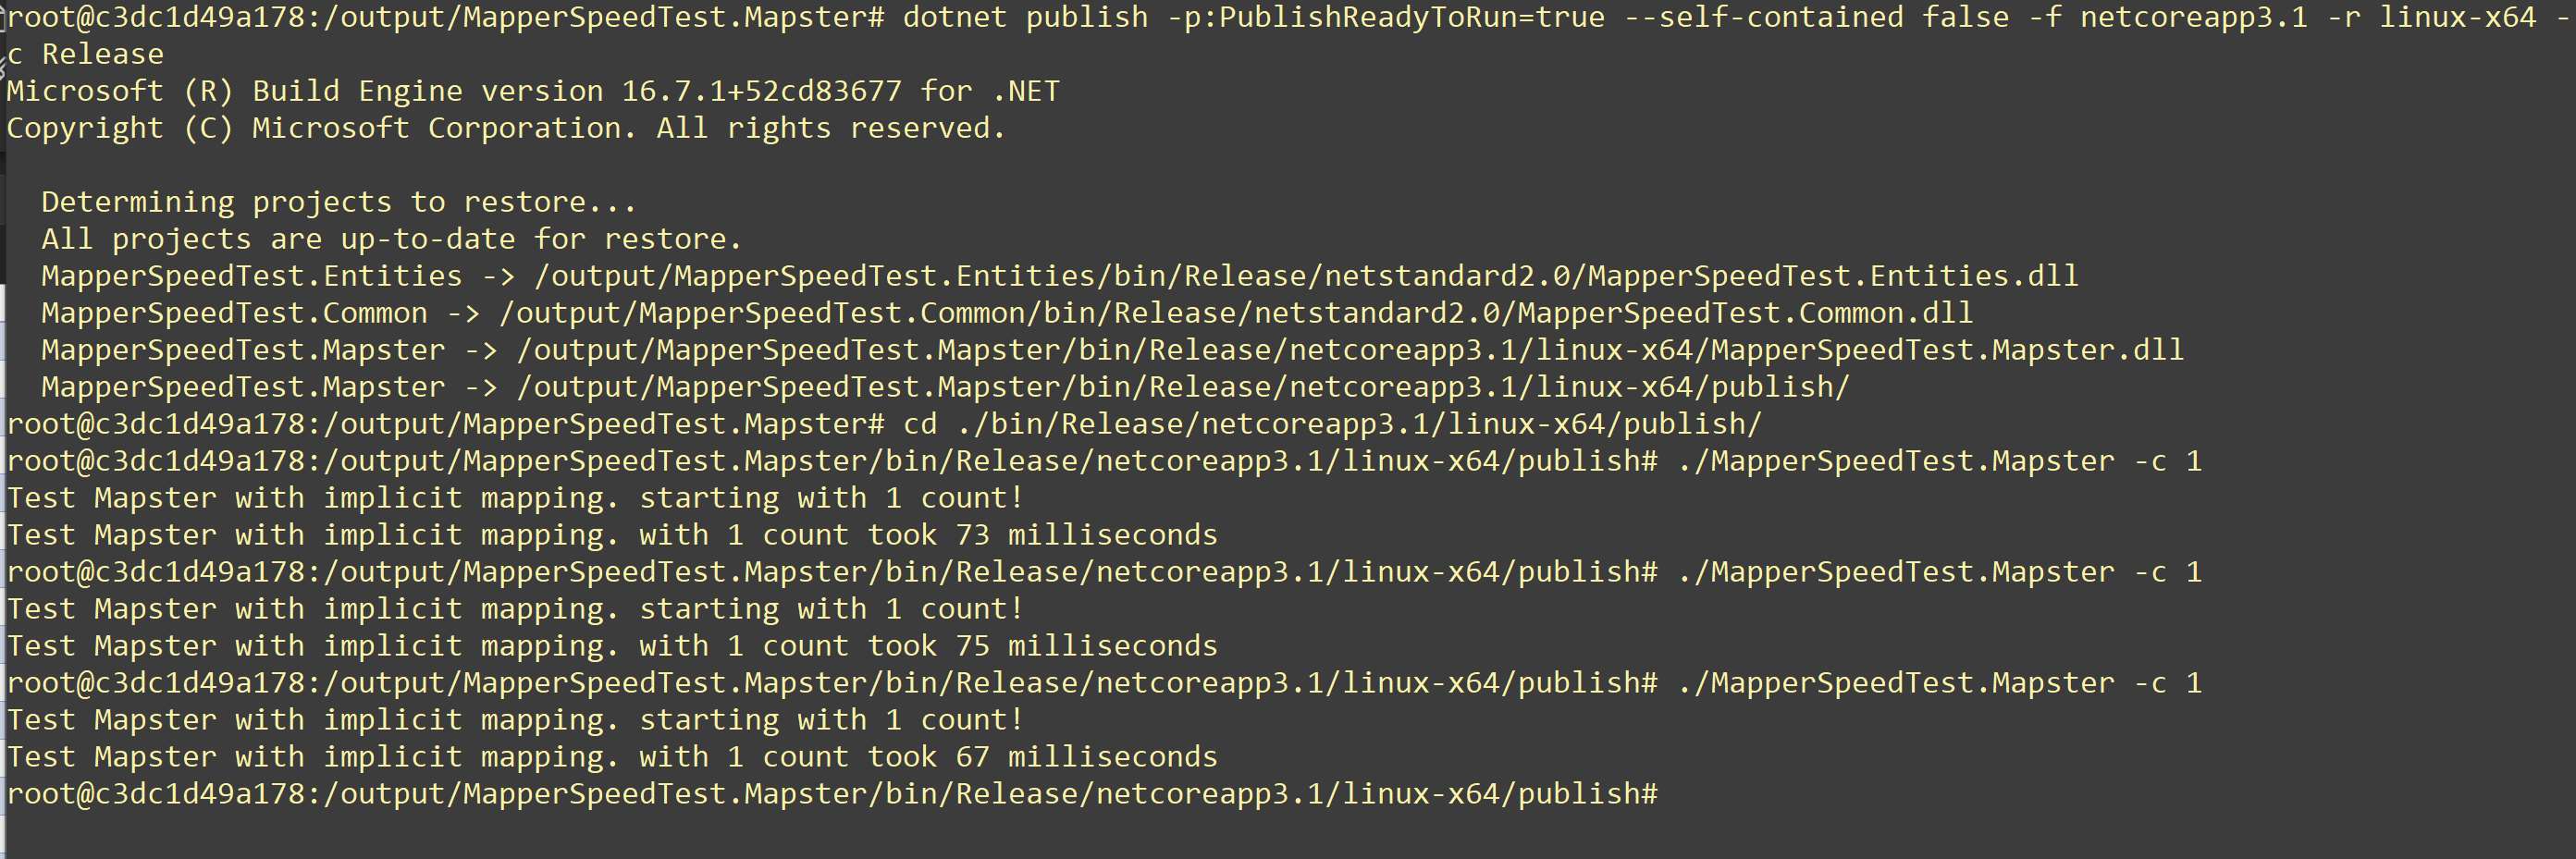 root@c3dc1d49a178:/output/MapperSpeedTest.Mapster# dotnet publish -p:PublishReadyToRun=true --self-contained false -f netcoreapp3.1 -r linux-x64 -
c Release
Microsoft (R) Build Engine version 16.7.1+52cd83677 for .NET
Copyright (C) Microsoft Corporation. All rights reserved.

  Determining projects to restore...
  All projects are up-to-date for restore.
  MapperSpeedTest.Entities -> /output/MapperSpeedTest.Entities/bin/Release/netstandard2.0/MapperSpeedTest.Entities.dll
  MapperSpeedTest.Common -> /output/MapperSpeedTest.Common/bin/Release/netstandard2.0/MapperSpeedTest.Common.dll
  MapperSpeedTest.Mapster -> /output/MapperSpeedTest.Mapster/bin/Release/netcoreapp3.1/linux-x64/MapperSpeedTest.Mapster.dll
  MapperSpeedTest.Mapster -> /output/MapperSpeedTest.Mapster/bin/Release/netcoreapp3.1/linux-x64/publish/
root@c3dc1d49a178:/output/MapperSpeedTest.Mapster# cd ./bin/Release/netcoreapp3.1/linux-x64/publish/
root@c3dc1d49a178:/output/MapperSpeedTest.Mapster/bin/Release/netcoreapp3.1/linux-x64/publish# ./MapperSpeedTest.Mapster -c 1
Test Mapster with implicit mapping. starting with 1 count!
Test Mapster with implicit mapping. with 1 count took 73 milliseconds
root@c3dc1d49a178:/output/MapperSpeedTest.Mapster/bin/Release/netcoreapp3.1/linux-x64/publish# ./MapperSpeedTest.Mapster -c 1
Test Mapster with implicit mapping. starting with 1 count!
Test Mapster with implicit mapping. with 1 count took 75 milliseconds
root@c3dc1d49a178:/output/MapperSpeedTest.Mapster/bin/Release/netcoreapp3.1/linux-x64/publish# ./MapperSpeedTest.Mapster -c 1
Test Mapster with implicit mapping. starting with 1 count!
Test Mapster with implicit mapping. with 1 count took 67 milliseconds
root@c3dc1d49a178:/output/MapperSpeedTest.Mapster/bin/Release/netcoreapp3.1/linux-x64/publish#